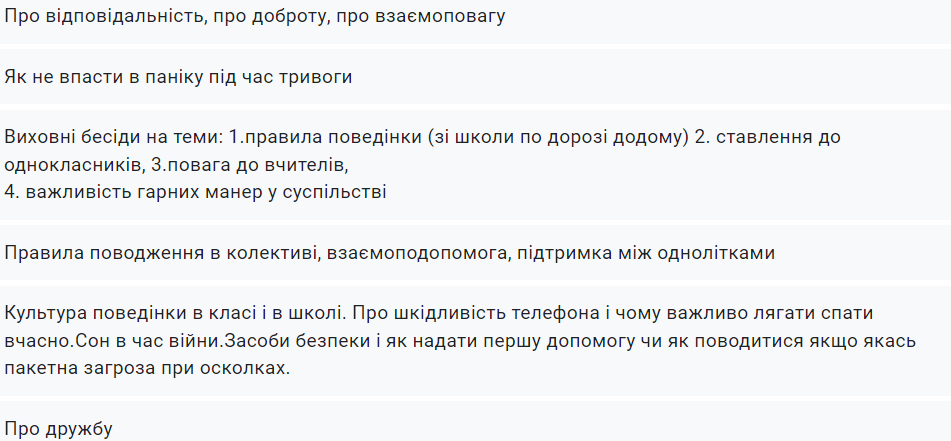 Про відповідальність, про доброту, про взаємоповагу
Як не впасти в паніку під час тривоги
Виховні бесіди на теми: 1.правила поведінки (зі школи по дорозі додому) 2. ставлення до
однокласників, 3.повага до вчителів,
4. важливість гарних манер у суспільстві
Правила поводження в колективі, взаємоподопомога, підтримка між однолітками
Культура поведінки в класі і в школі. Про шкідливість телефона і чому важливо лягати спати
вчасно.Сон в час війни.Засоби безпеки і як надати першу допомогу чи як поводитися якщо якась
пакетна загроза при осколках.
Про дружбу